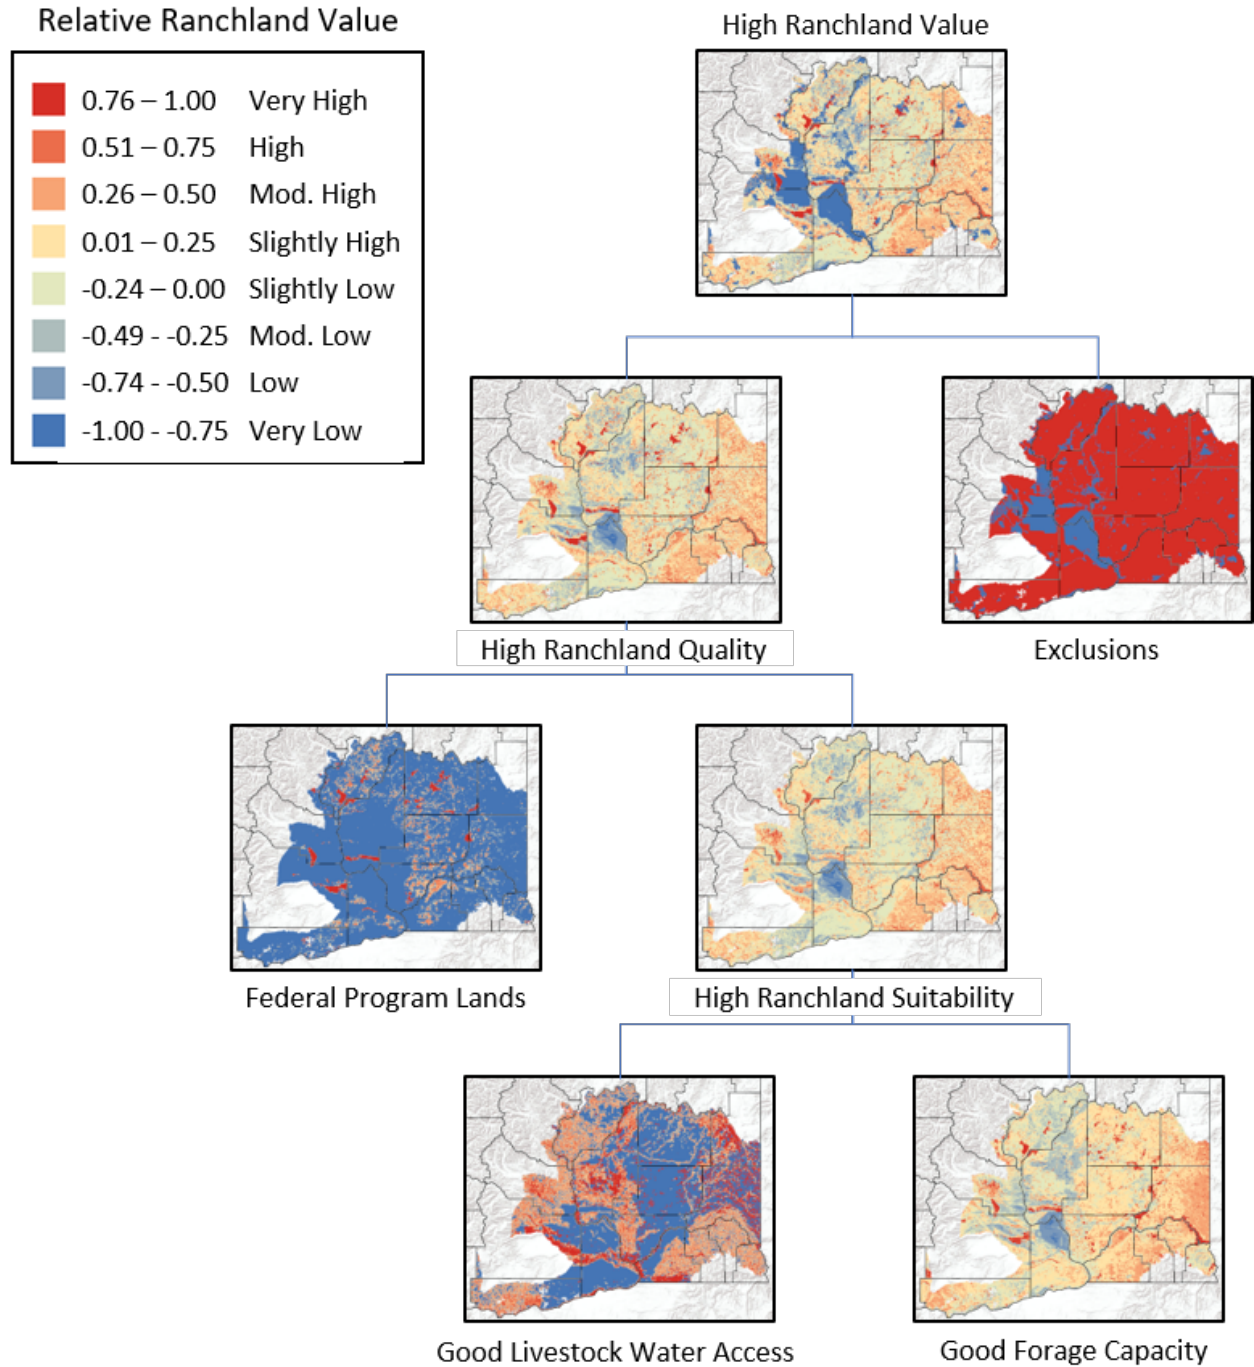 Relative Ranchland Value
0.76 – 1.00 Very High
0.51 – 0.75 High
0.26 – 0.50 Mod. High
0.01 – 0.25 Slightly High
-0.24 – 0.00 Slightly Low
-0.49 - -0.25 Mod. Low
-0.74 - -0.50 Low
-1.00 - -0.75 Very Low
High Ranchland Value
High Ranchland Quality
Exclusions
Federal Program Lands
High Ranchland Suitability
Good Livestock Water Access
Good Forage Capacity